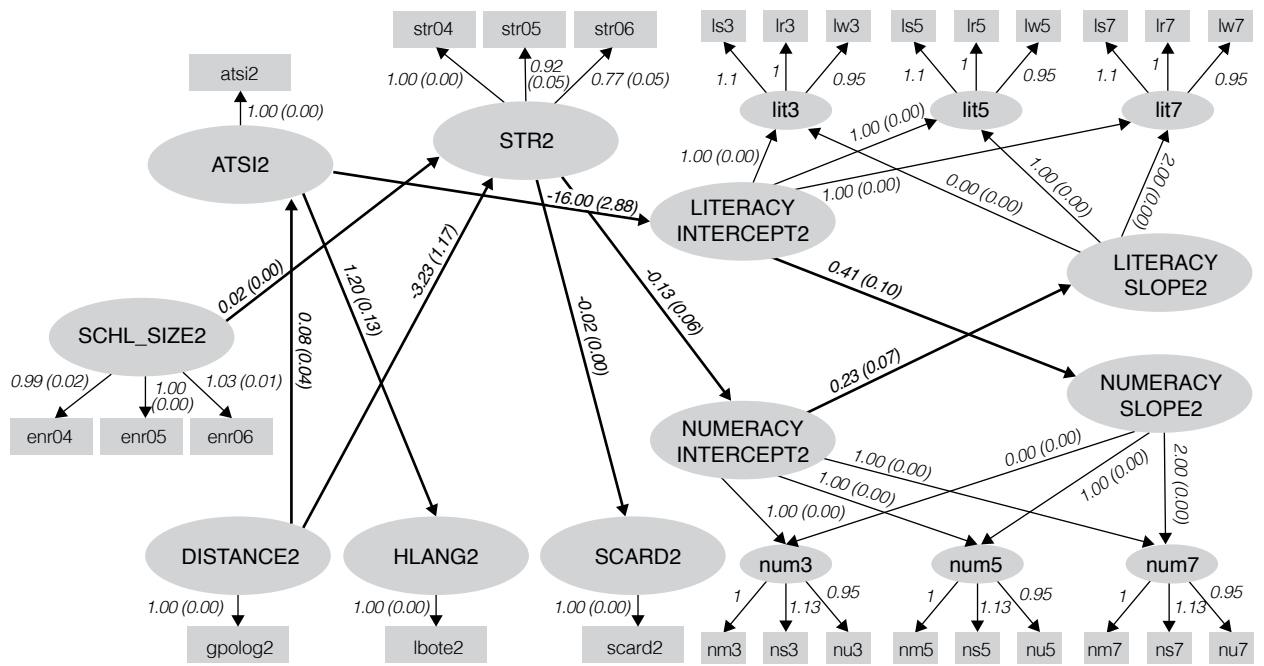 str04 str05 str06
ls3 lr3 lw3 ls5 lr5 lw5 ls7 lr7 lw7
atsi2
1.00 (0.00) 0.92 (0.05) 0.77 (0.05)
1.1 1 0.95 1.1 1 0.95 1.1 1 0.95
1.00 (0.00)
lit3 lit5 lit7
STR2
ATSI2
1.00 (0.00) 1.00 (0.00) 1.00 (0.00) 0.00 (0.00) 1.00 (0.00) 2.00 (0.00)
-16.00 (2.88)
LITERACY
INTERCEPT2
LITERACY
SLOPE2
0.02 (0.00) 1.20 (0.13) -3.23 (1.17) -0.02 (0.00) -0.13 (0.06) 0.41 (0.10)
0.08 (0.04)
SCHL_SIZE2
0.99 (0.02) 1.00 (0.00) 1.03 (0.01)
enr04 enr05 enr06
0.23 (0.07)
NUMERACY
SLOPE2
NUMERACY
INTERCEPT2
1.00 (0.00) 1.00 (0.00) 1.00 (0.00) 0.00 (0.00) 1.00 (0.00) 2.00 (0.00)
DISTANCE2 HLANG2 SCARD2
num3 num5 num7
1.00 (0.00) 1.00 (0.00) 1.00 (0.00)
1 1.13 0.95 1 1.13 0.95 1 1.13 0.95
gpolog2 lbote2 scard2
nm3 ns3 nu3 nm5 ns5 nu5 nm7 ns7 nu7